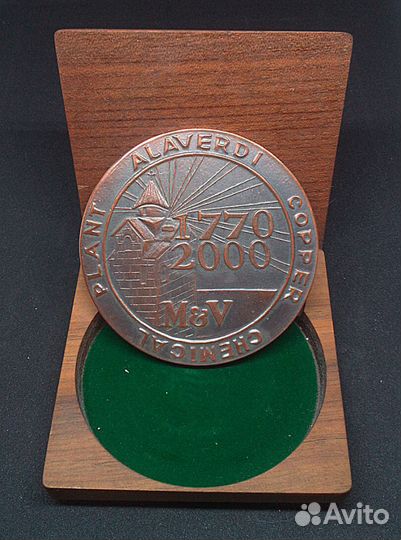 PLANT ALAVERDI COPPER CHEMICAL
1770
2000
M&V
Avito